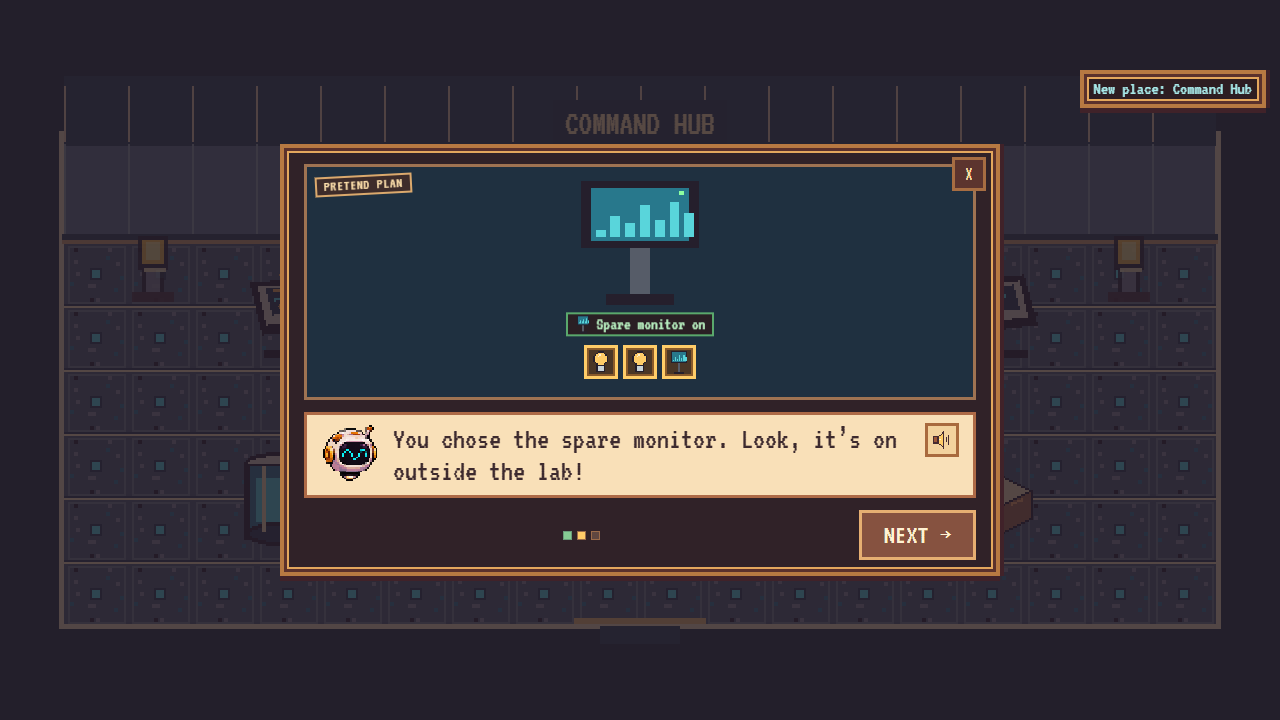 New place: Command Hub
COMMAND HUB
PRETEND PLAN
X
Spare monitor on
You chose the spare monitor. Look, it's on
outside the lab!
NEXT →